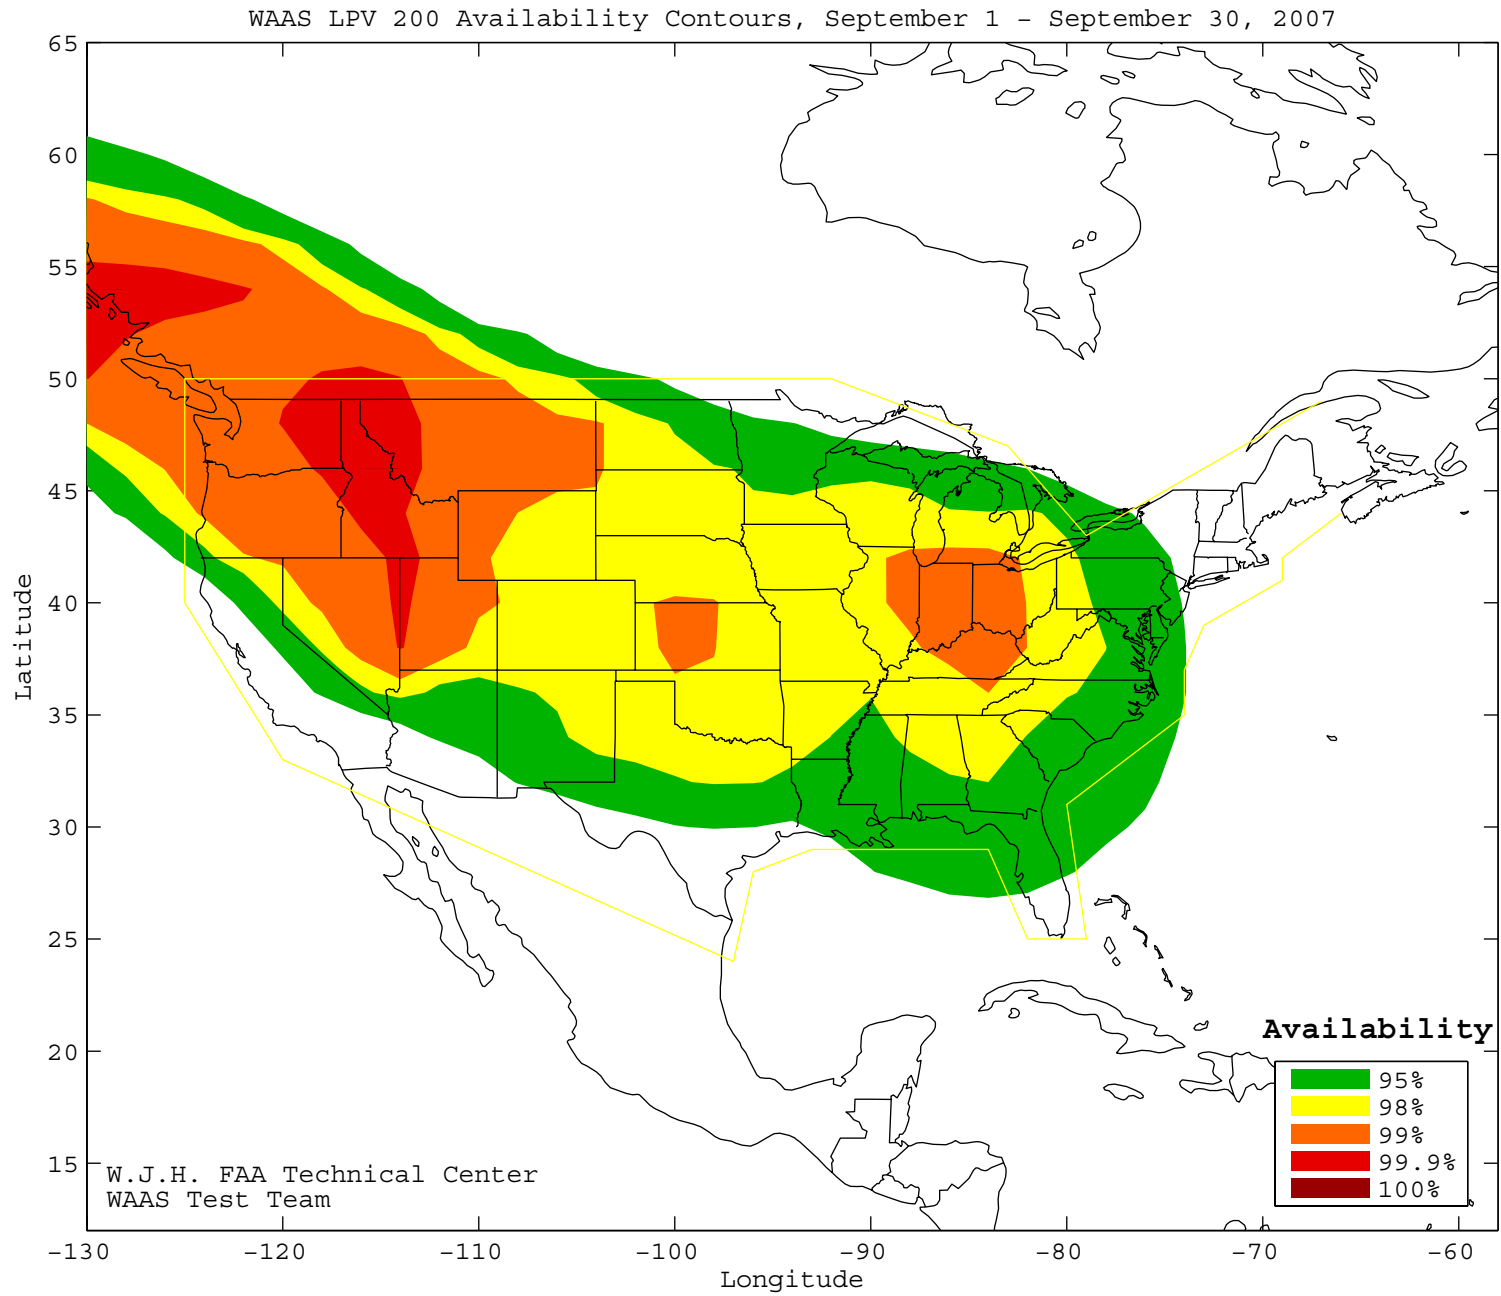 WAAS LPV 200 Availability Contours, September 1 - September 30, 2007
65
60
55
50
45
40
35
30
25
20
15
Latitude
-130 -120 -110 -100 -90 -80 -70 -60
Longitude
W.J.H. FAA Technical Center
WAAS Test Team
Availability
95%
98%
99%
99.9%
100%